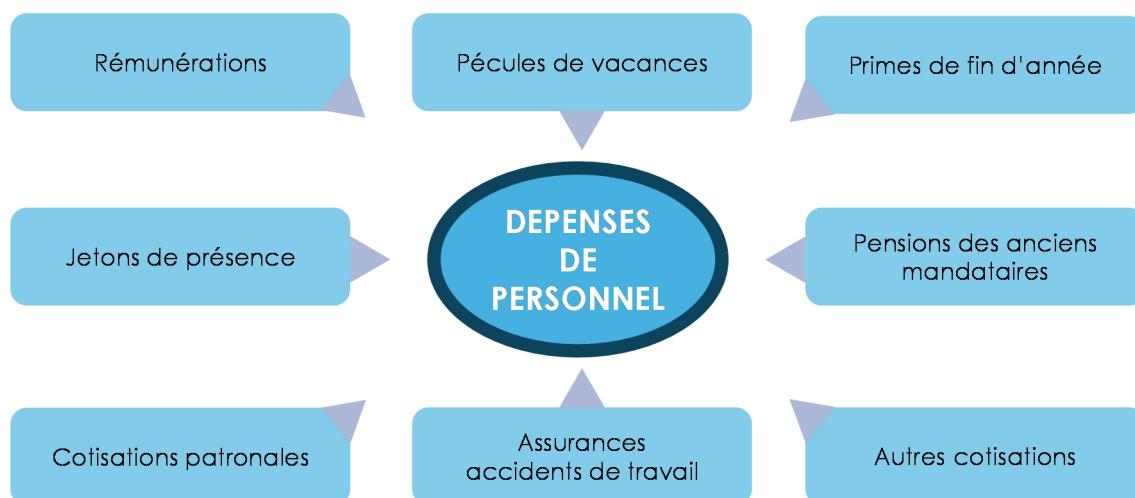 Rémunérations
Pécules de vacances
Primes de fin d'année
DEPENSES
DE
PERSONNEL
Jetons de présence
Pensions des anciens
mandataires
Cotisations patronales
Assurances
accidents de travail
Autres cotisations